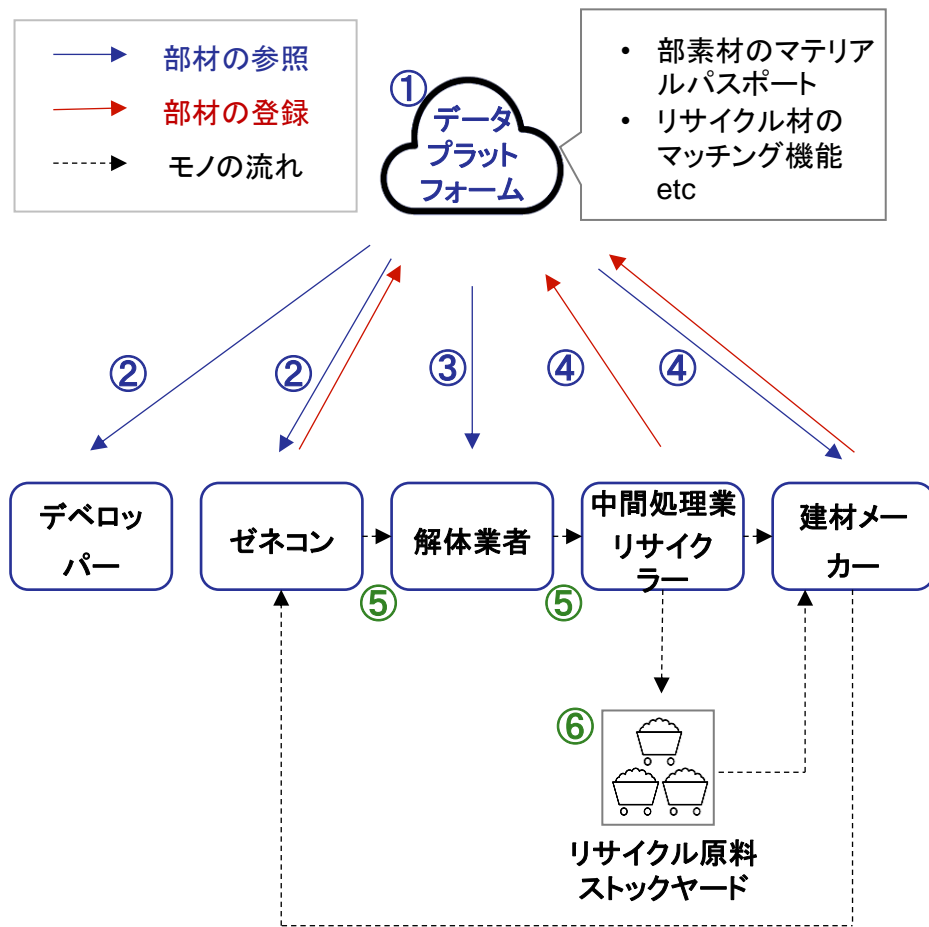 部材の参照
部材の登録
モノの流れ
①
データ
プラット
フォーム
• 部素材のマテリア
ルパスポート
• リサイクル材の
マッチング機能
etc
②
②
③
④
④
デベロッ
パー
ゼネコン
解体業者
中間処理業
リサイク
ラー
建材メー
カー
⑤
⑤
⑥
リサイクル原料
ストックヤード